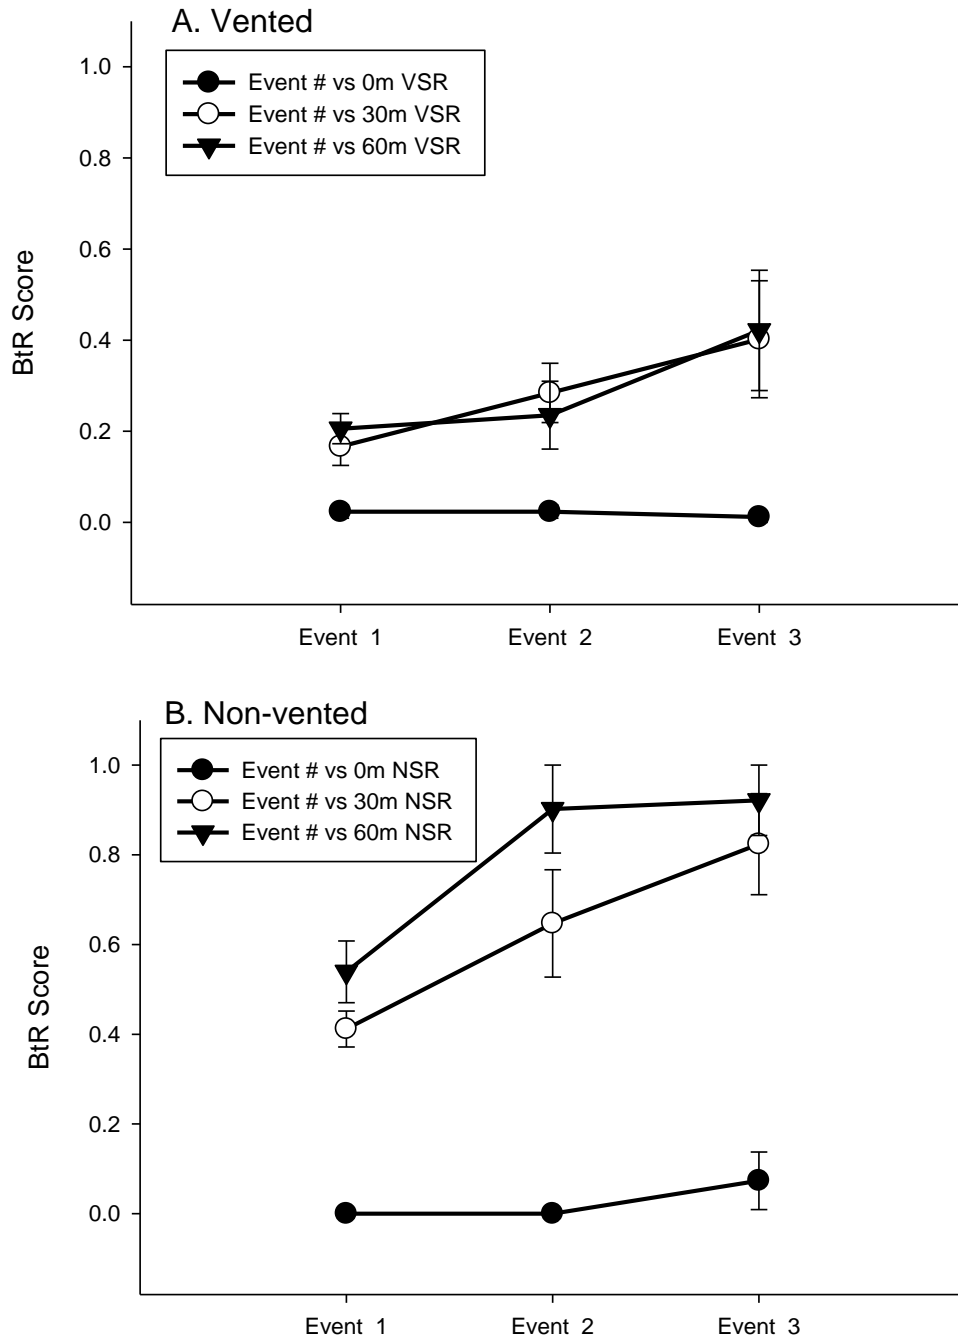 A. Vented
Event # vs 0m VSR
Event # vs 30m VSR
Event # vs 60m VSR
1.0
0.8
0.6
0.4
0.2
0.0
BtR Score
Event 1
Event 2
Event 3
B. Non-vented
Event # vs 0m NSR
Event # vs 30m NSR
Event # vs 60m NSR
1.0
0.8
0.6
0.4
0.2
0.0
BtR Score
Event 1
Event 2
Event 3